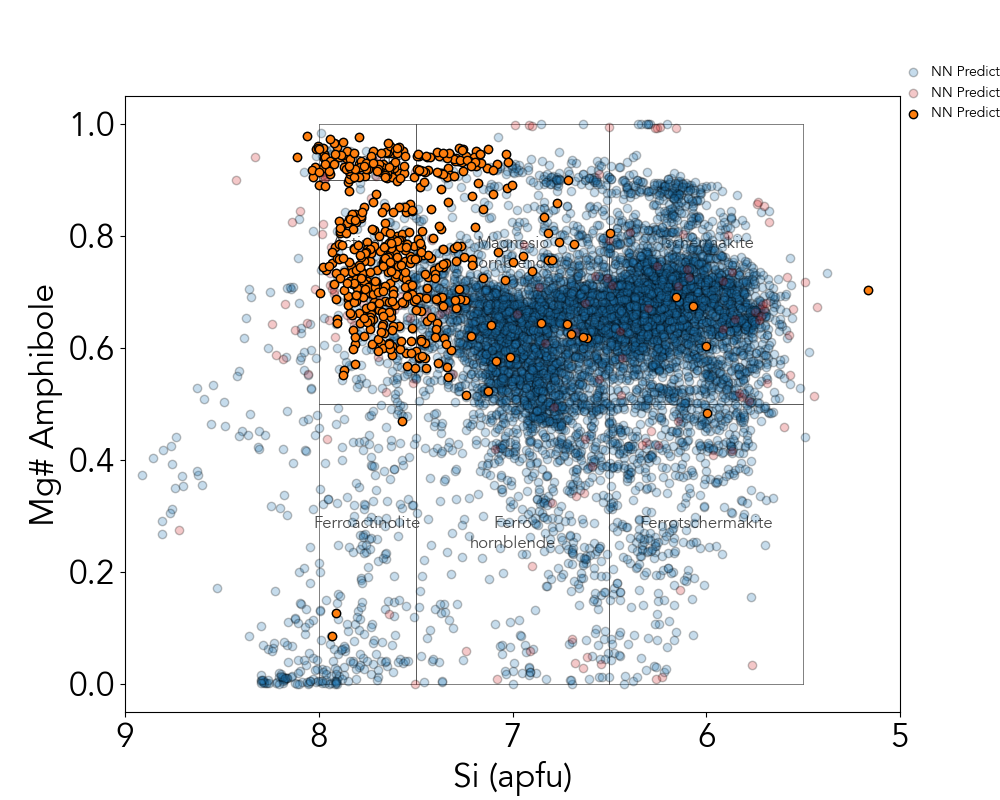 NN Predict
NN Predict
NN Predict
1.0
0.8
0.6
0.4
0.2
0.0
Mg# Amphibole
Magnesio
hornblende
Tschermakite
Ferroactinolite
Ferro
hornblende
Ferrotschermakite
9
8
7
6
5
Si (apfu)